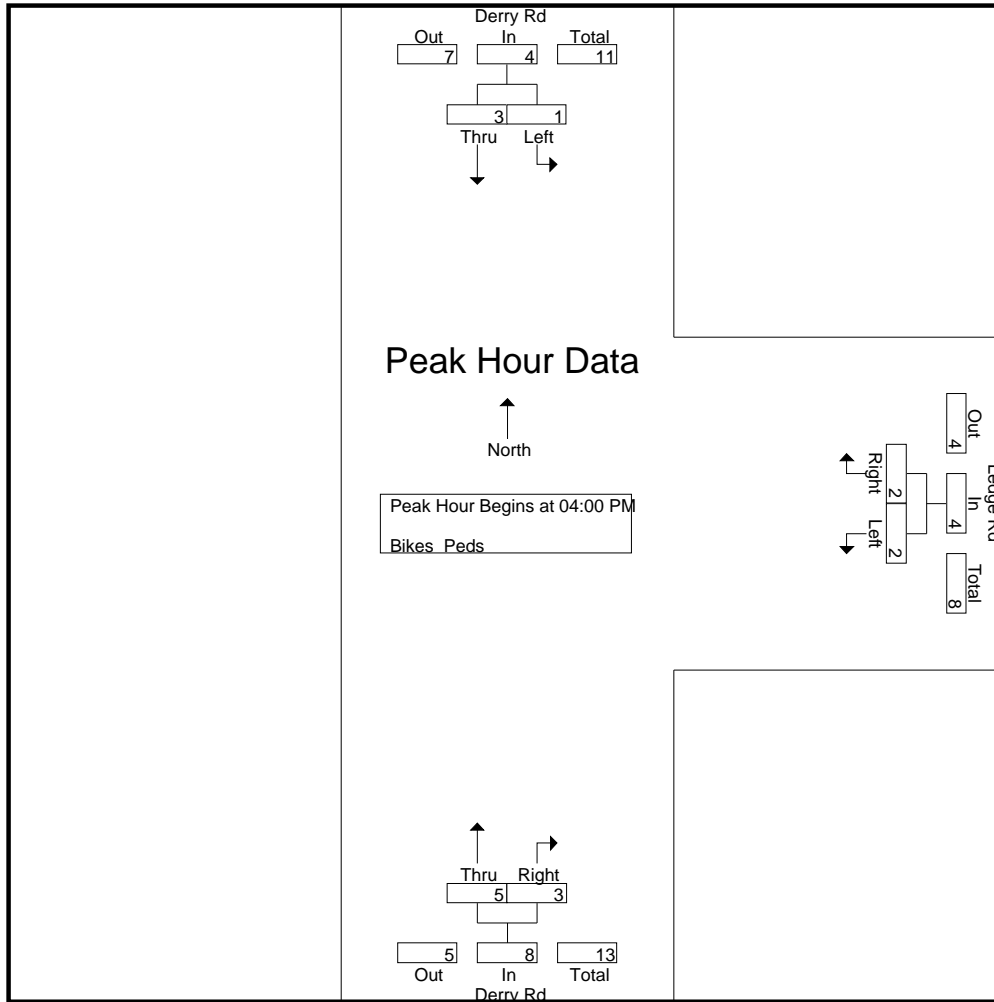 Derry Rd
Out In Total
7 4 11
3 1
Thru Left
Peak Hour Data
North
Peak Hour Begins at 04:00 PM
Bikes Peds
Ledge Rd
Out In Total
4 4 8
2 2
Right Left
Thru Right
5 3
5 8 13
Out In Total
Derry Rd